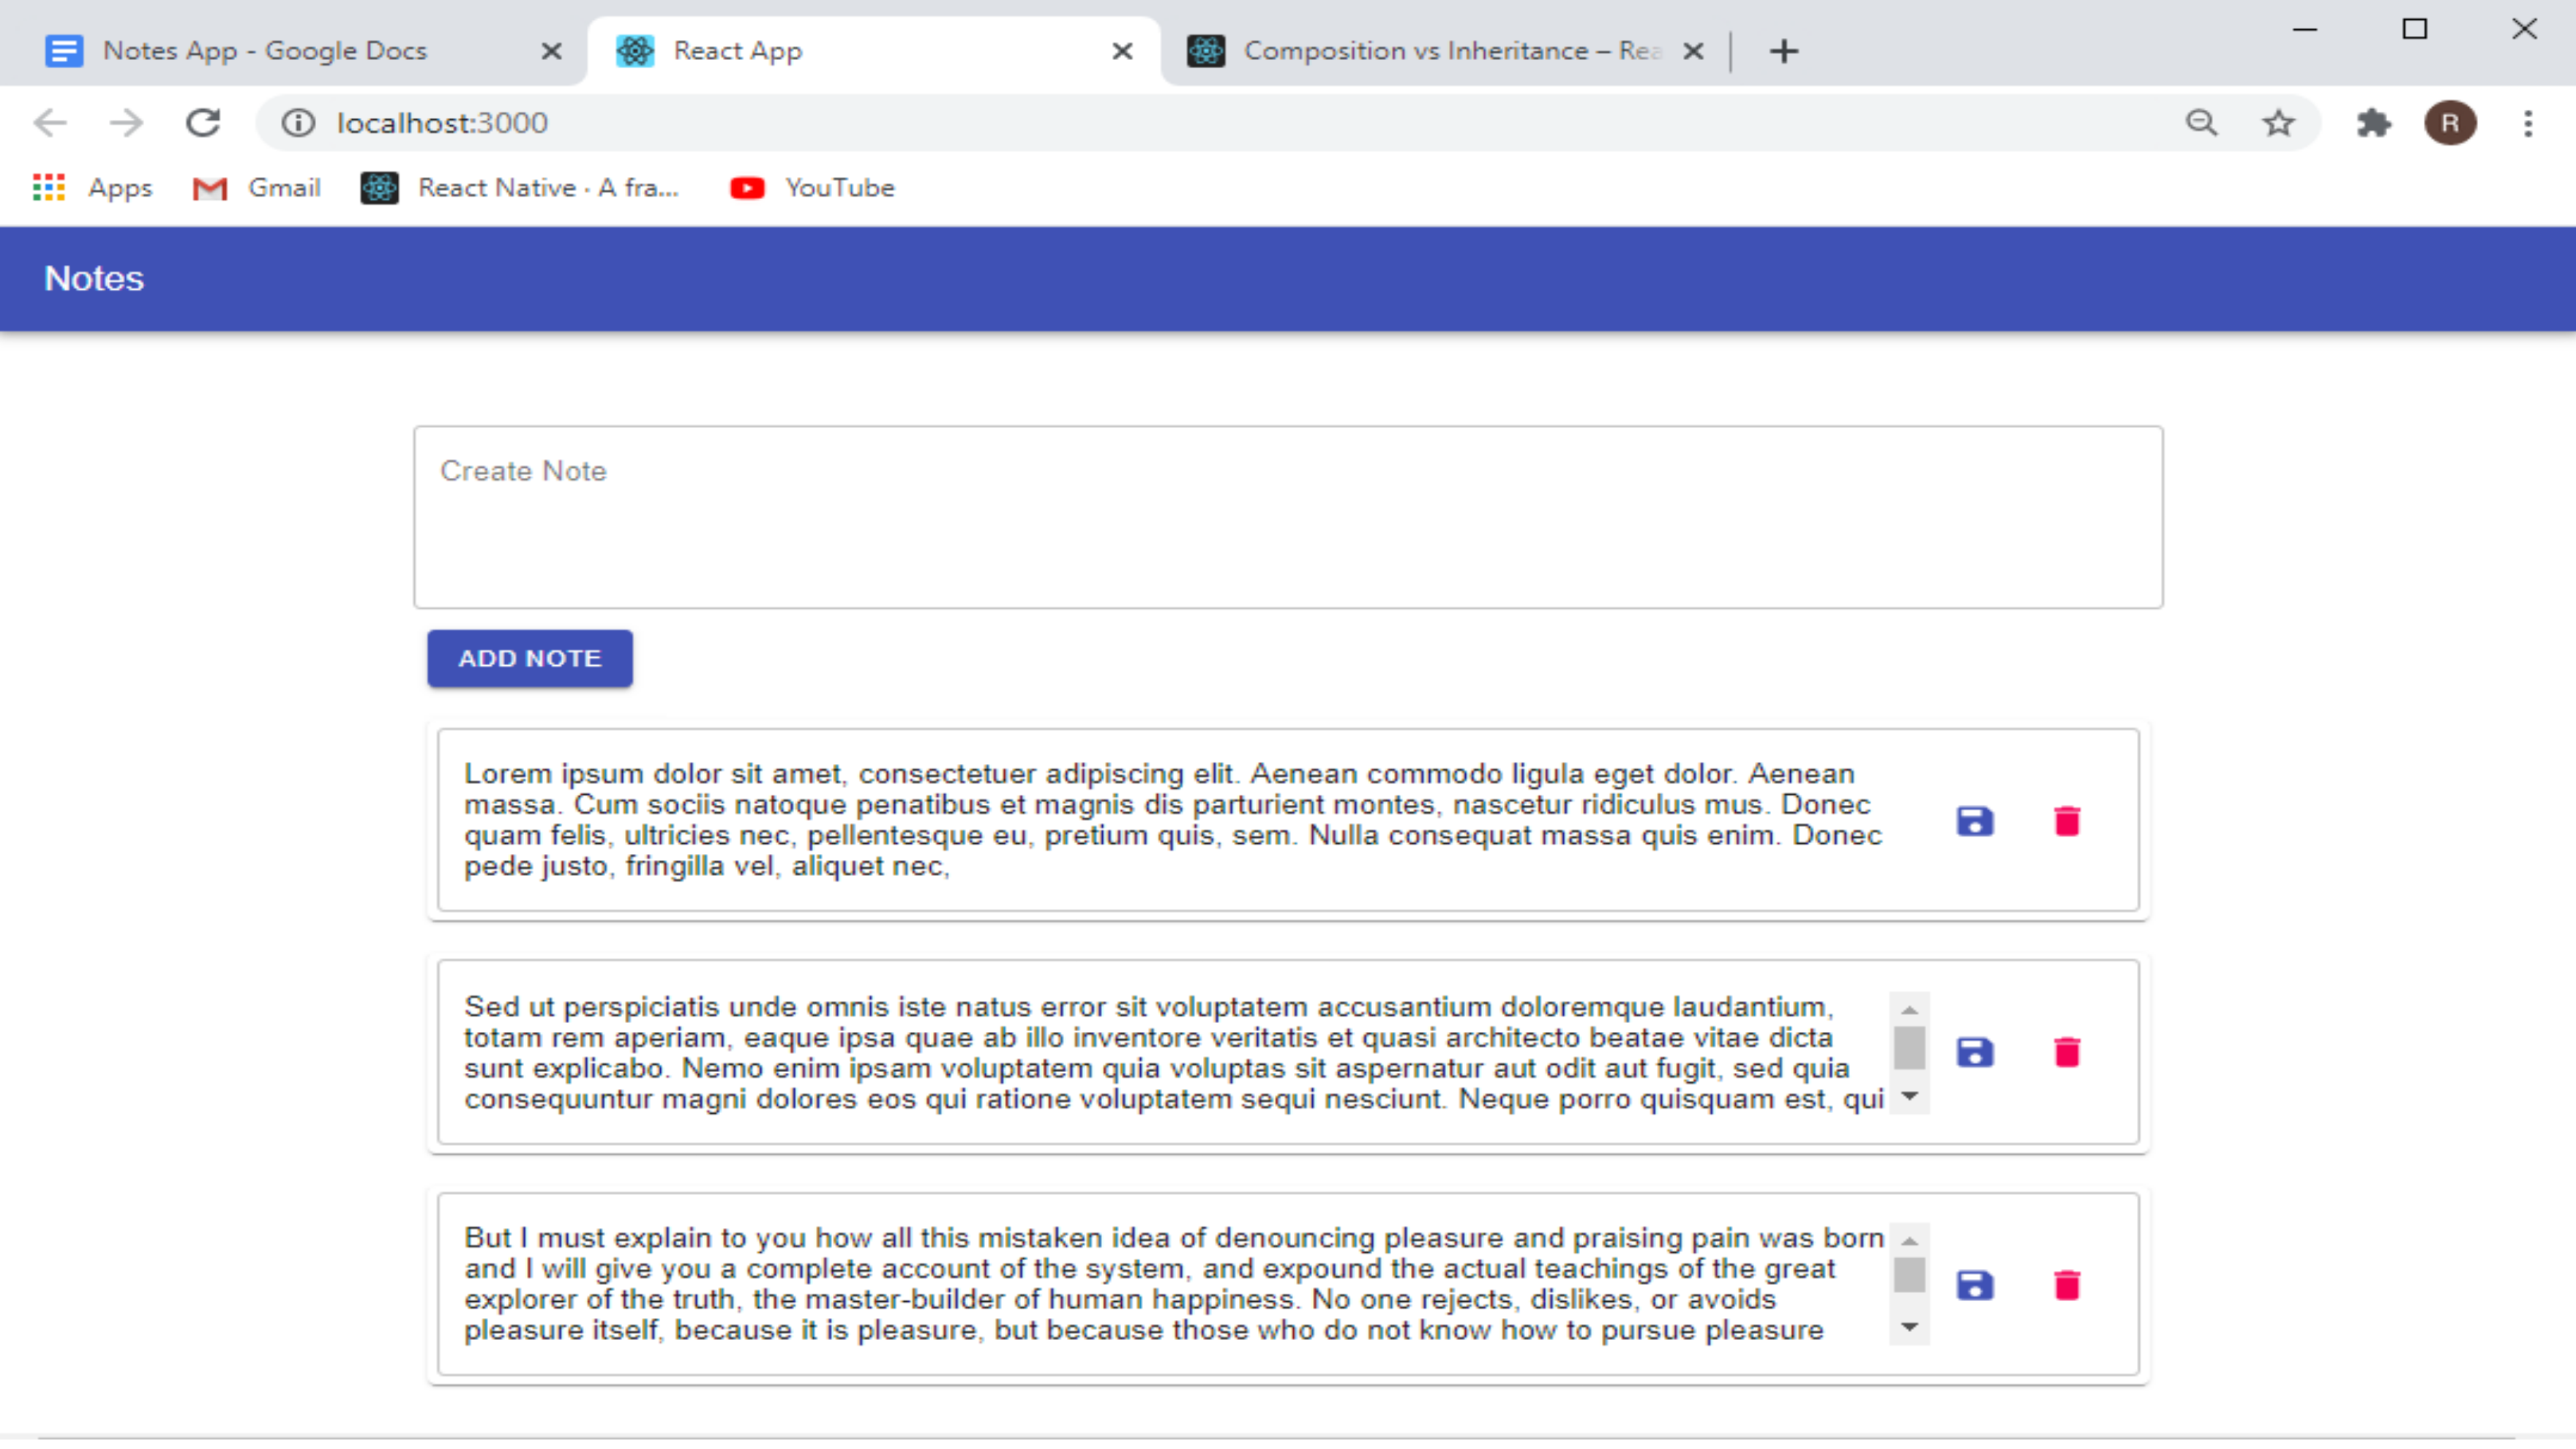 Notes App - Google Docs
React App
Composition vs Inheritance – Rea
localhost:3000
R
Apps
Gmail
React Native · A fra...
YouTube
Notes
Create Note
ADD NOTE
Lorem ipsum dolor sit amet, consectetuer adipiscing elit. Aenean commodo ligula eget dolor. Aenean
massa. Cum sociis natoque penatibus et magnis dis parturient montes, nascetur ridiculus mus. Donec
quam felis, ultricies nec, pellentesque eu, pretium quis, sem. Nulla consequat massa quis enim. Donec
pede justo, fringilla vel, aliquet nec,
Sed ut perspiciatis unde omnis iste natus error sit voluptatem accusantium doloremque laudantium,
totam rem aperiam, eaque ipsa quae ab illo inventore veritatis et quasi architecto beatae vitae dicta
sunt explicabo. Nemo enim ipsam voluptatem quia voluptas sit aspernatur aut odit aut fugit, sed quia
consequuntur magni dolores eos qui ratione voluptatem sequi nesciunt. Neque porro quisquam est, qui
But I must explain to you how all this mistaken idea of denouncing pleasure and praising pain was born
and I will give you a complete account of the system, and expound the actual teachings of the great
explorer of the truth, the master-builder of human happiness. No one rejects, dislikes, or avoids
pleasure itself, because it is pleasure, but because those who do not know how to pursue pleasure